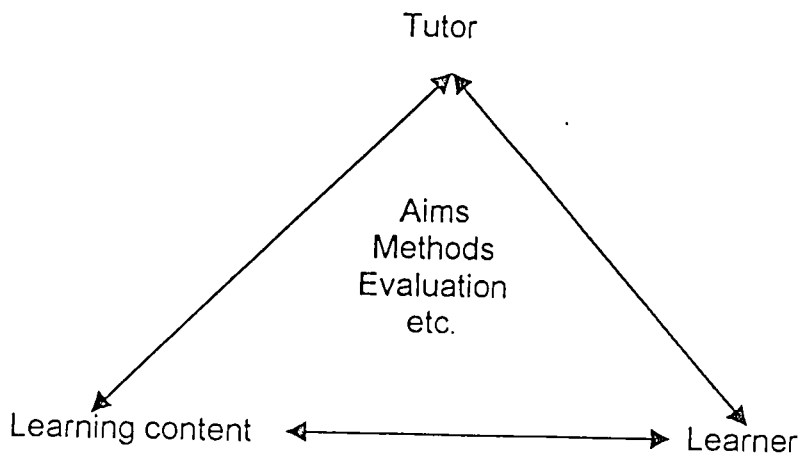 Tutor
Aims
Methods
Evaluation
etc.
Learning content
Learner